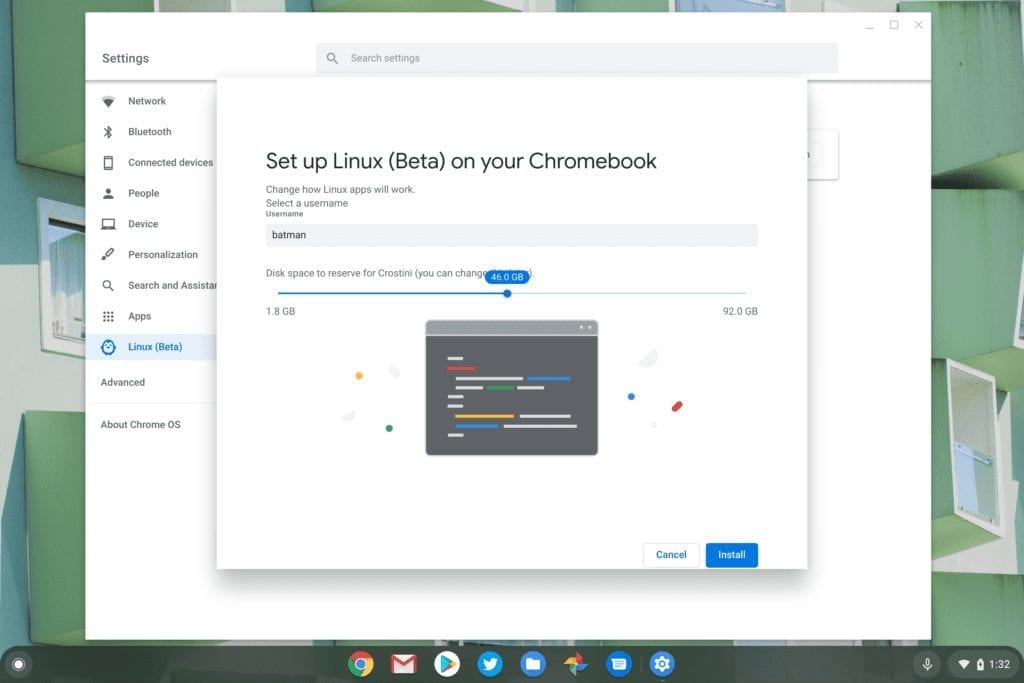 Settings
Search settings
Network
Bluetooth
Connected devices
People
Device
Personalization
Search and Assistan
Apps
Linux (Beta)
Advanced
About Chrome OS
Set up Linux (Beta) on your Chromebook
Change how Linux apps will work.
Select a username
Username
batman
Disk space to reserve for Crostini (you can change
46.0 GB
1.8 GB
92.0 GB
Cancel
Install
1:32